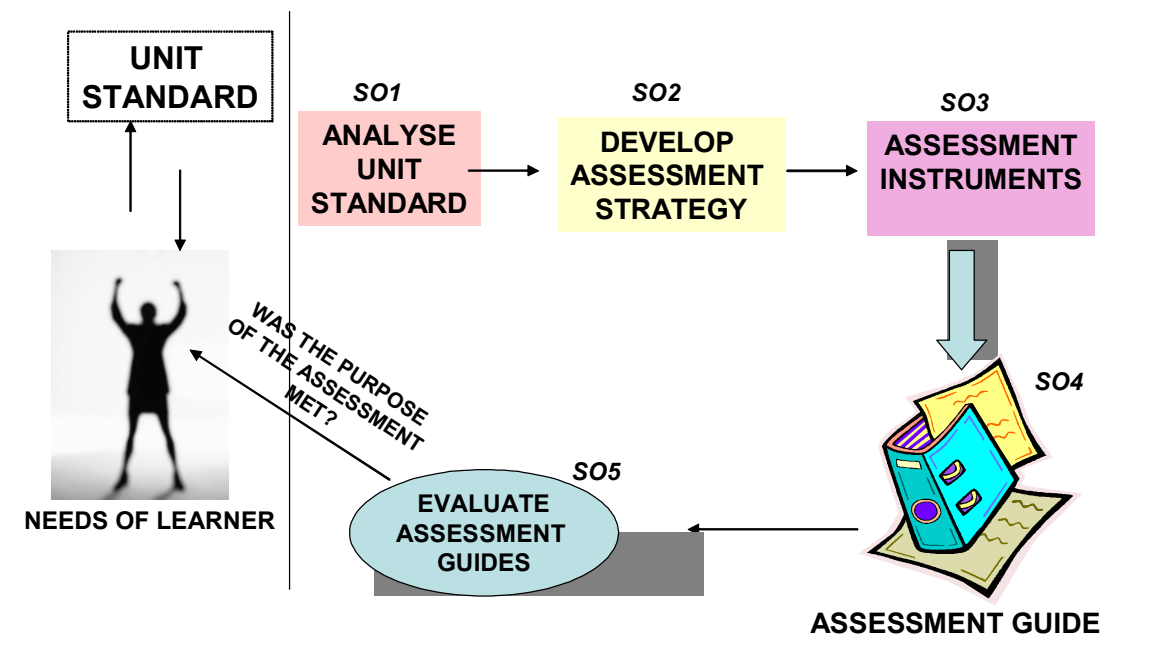 UNIT
STANDARD
SO1
ANALYSE
UNIT
STANDARD
SO2
DEVELOP
ASSESSMENT
STRATEGY
SO3
ASSESSMENT
INSTRUMENTS
SO4
ASSESSMENT GUIDE
SO5
EVALUATE
ASSESSMENT
GUIDES
WAS THE PURPOSE
OF THE ASSESSMENT
MET?
NEEDS OF LEARNER